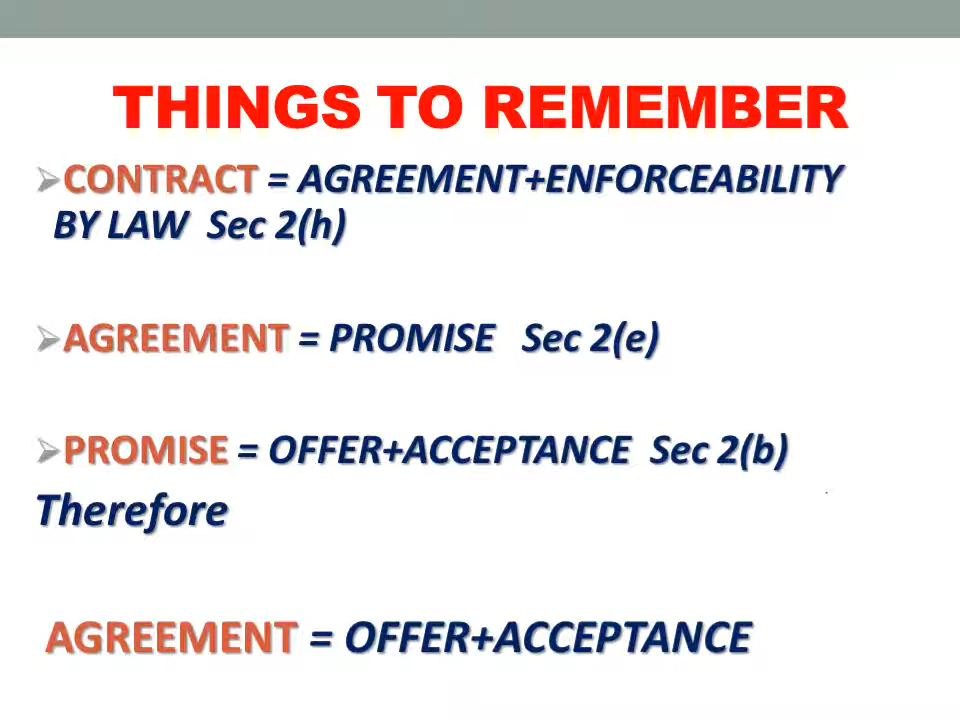 THINGS TO REMEMBER
CONTRACT = AGREEMENT+ENFORCEABILITY
BY LAW Sec 2(h)
AGREEMENT = PROMISE Sec 2(e)
PROMISE = OFFER+ACCEPTANCE Sec 2(b)
Therefore
AGREEMENT = OFFER+ACCEPTANCE